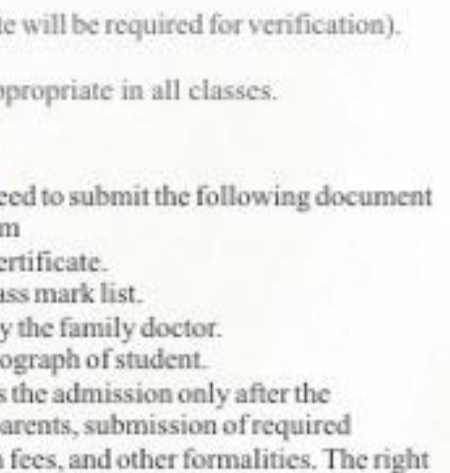 te will be required for verification).
ppropriate in all classes.
eed to submit the following document
m
ertificate.
ass mark list.
y the family doctor.
ograph of student.
s the admission only after the
arents, submission of required
n fees, and other formalities. The right